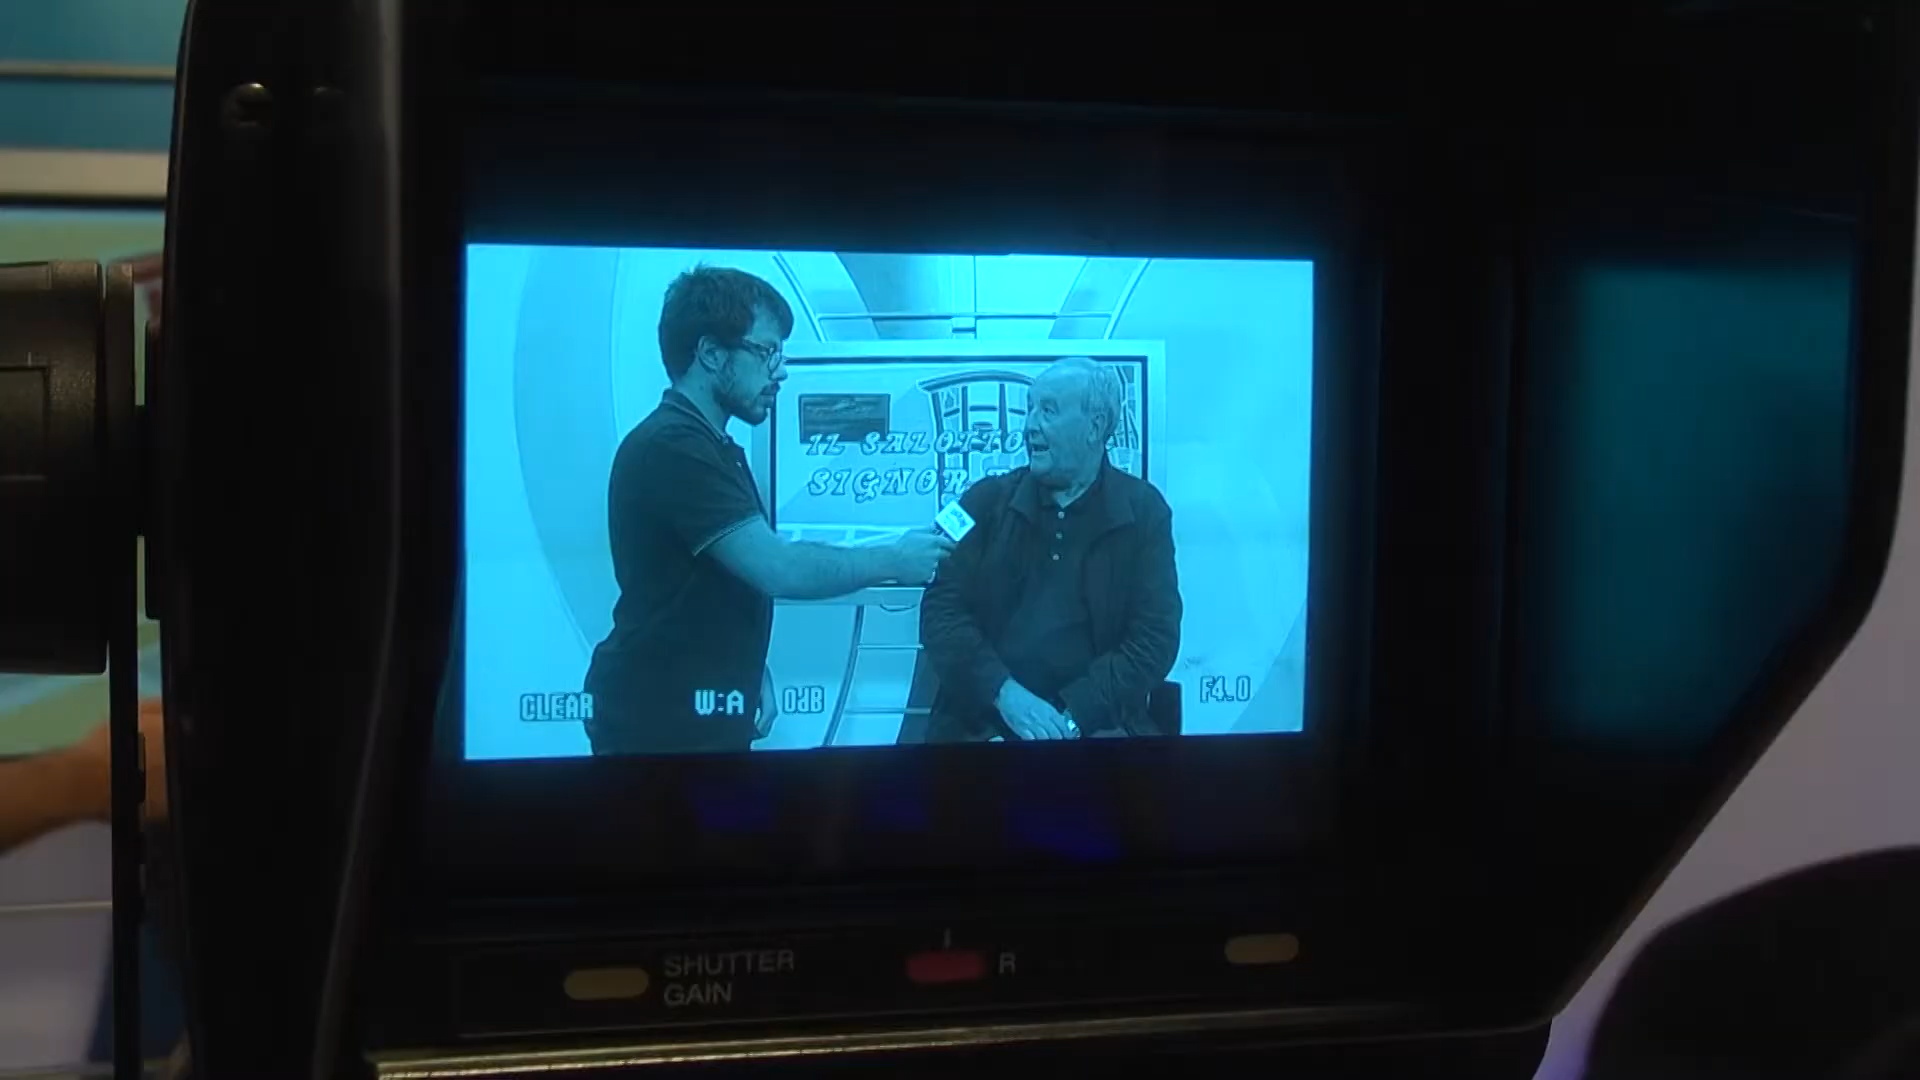 IL SALOTTO
SIGNOR
CLEAR W:A 0dB F4.0
SHUTTER
GAIN
R